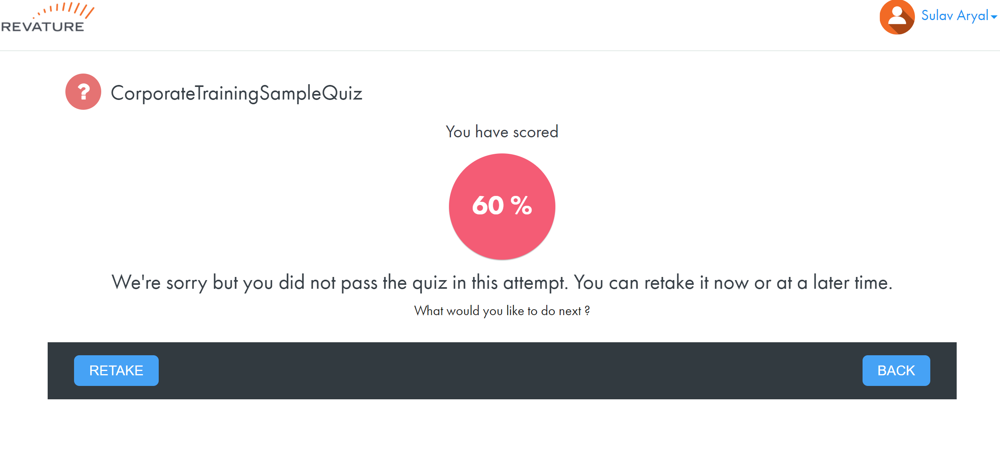 REVATURE
Sulav Aryal
?
CorporateTrainingSampleQuiz
You have scored
60 %
We're sorry but you did not pass the quiz in this attempt. You can retake it now or at a later time.
What would you like to do next ?
RETAKE
BACK